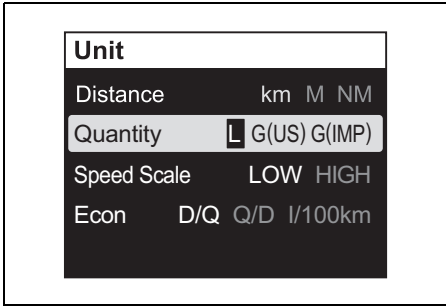 Unit
Distance km M NM
Quantity L G(US) G(IMP)
Speed Scale LOW HIGH
Econ D/Q Q/D l/100km